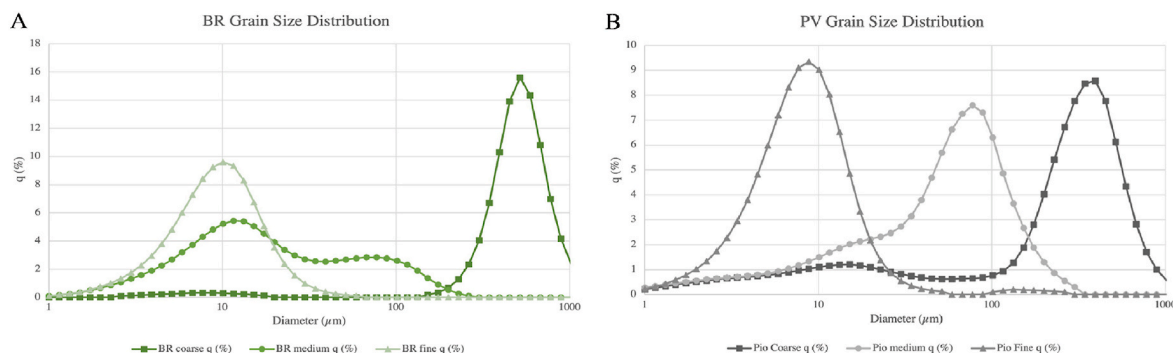 A
BR Grain Size Distribution
18
16
14
12
10
8
6
4
2
0
q (%)
1 10 100 1000
Diameter (µm)
BR coarse q (%) BR medium q (%) BR fine q (%)
B
PV Grain Size Distribution
10
9
8
7
6
5
4
3
2
1
0
q (%)
1 10 100 1000
Diameter (µm)
Pio Coarse q (%) Pio medium q (%) Pio Fine q (%)